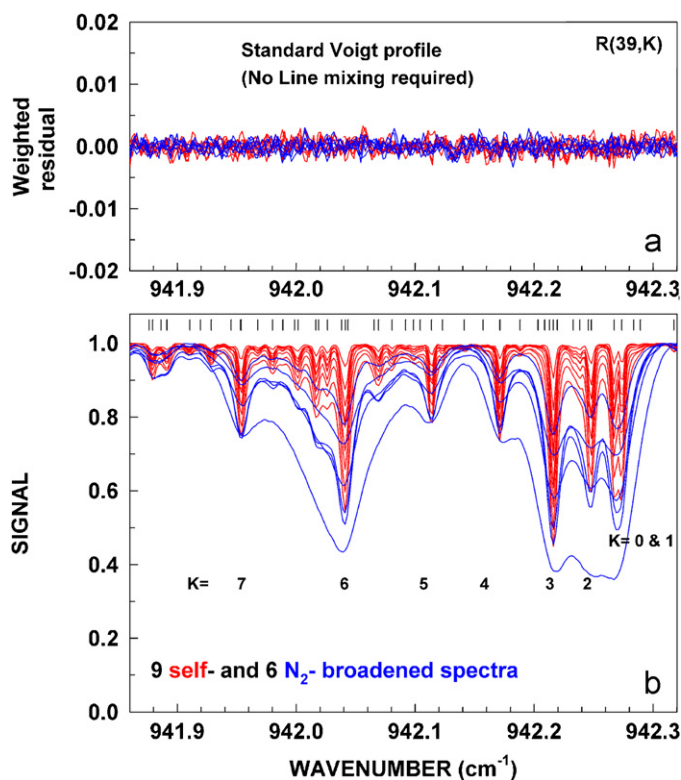 0.02
Standard Voigt profile
R(39,K)
(No Line mixing required)
0.01
Weighted
residual
0.00
-0.01
-0.02
a
941.9 942.0 942.1 942.2 942.3
1.0
0.8
0.6
K= 0 & 1
SIGNAL
K= 7 6 5 4 3 2
0.4
0.2
9 self- and 6 N₂- broadened spectra
b
0.0
941.9 942.0 942.1 942.2 942.3
WAVENUMBER (cm⁻¹)